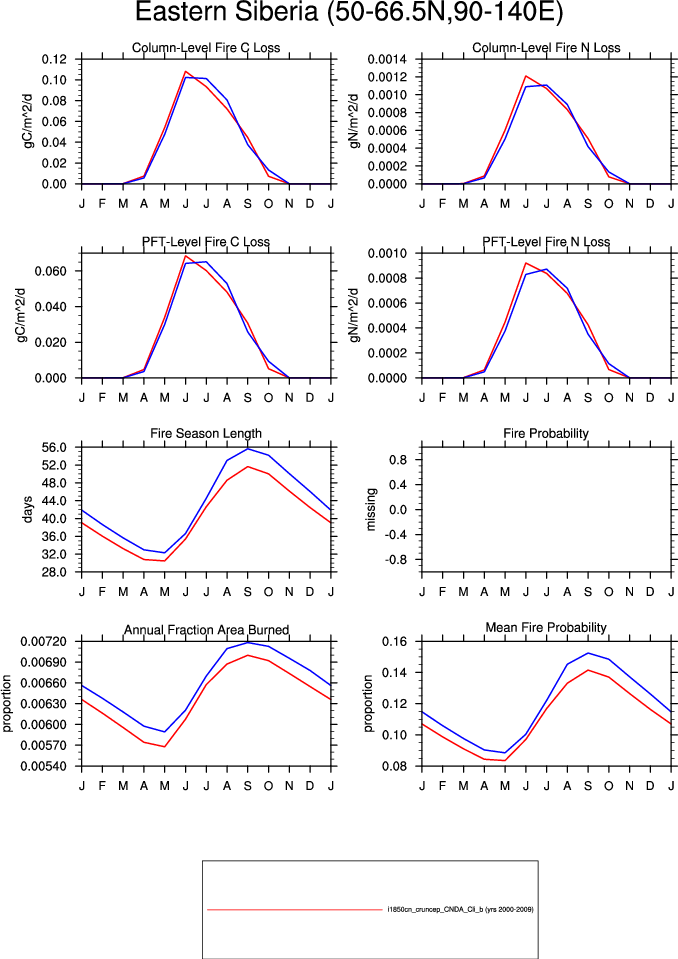 Eastern Siberia (50-66.5N,90-140E)
Column-Level Fire C Loss
gC/m^2/d
0.12
0.10
0.08
0.06
0.04
0.02
0.00
J F M A M J J A S O N D J
Column-Level Fire N Loss
gN/m^2/d
0.0014
0.0012
0.0010
0.0008
0.0006
0.0004
0.0002
0.0000
J F M A M J J A S O N D J
PFT-Level Fire C Loss
gC/m^2/d
0.060
0.040
0.020
0.000
J F M A M J J A S O N D J
PFT-Level Fire N Loss
gN/m^2/d
0.0010
0.0008
0.0006
0.0004
0.0002
0.0000
J F M A M J J A S O N D J
Fire Season Length
days
56.0
52.0
48.0
44.0
40.0
36.0
32.0
28.0
J F M A M J J A S O N D J
Fire Probability
missing
0.8
0.4
0.0
-0.4
-0.8
J F M A M J J A S O N D J
Annual Fraction Area Burned
proportion
0.00720
0.00690
0.00660
0.00630
0.00600
0.00570
0.00540
J F M A M J J A S O N D J
Mean Fire Probability
proportion
0.16
0.14
0.12
0.10
0.08
J F M A M J J A S O N D J
i1850cn_cruncep_CNDA_Cli_b (yrs 2000-2009)